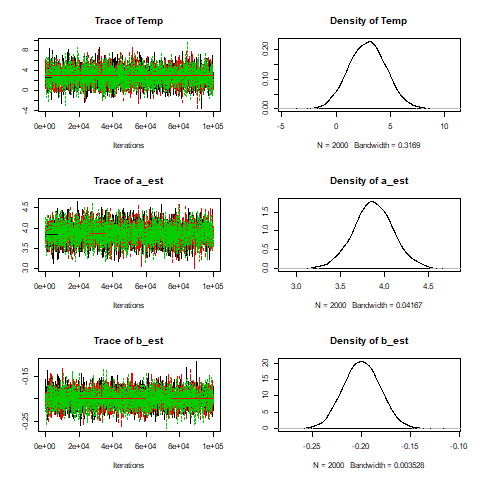 Trace of Temp
Density of Temp
-4 0 4 8
0.00 0.10 0.20
0e+00 2e+04 4e+04 6e+04 8e+04 1e+05
-5 0 5 10
Iterations
N = 2000 Bandwidth = 0.3169
Trace of a_est
Density of a_est
3.0 3.5 4.0 4.5
0.0 0.5 1.0 1.5
0e+00 2e+04 4e+04 6e+04 8e+04 1e+05
3.0 3.5 4.0 4.5
Iterations
N = 2000 Bandwidth = 0.04167
Trace of b_est
Density of b_est
-0.25 -0.15
0 5 10 15 20
0e+00 2e+04 4e+04 6e+04 8e+04 1e+05
-0.25 -0.20 -0.15 -0.10
Iterations
N = 2000 Bandwidth = 0.003528